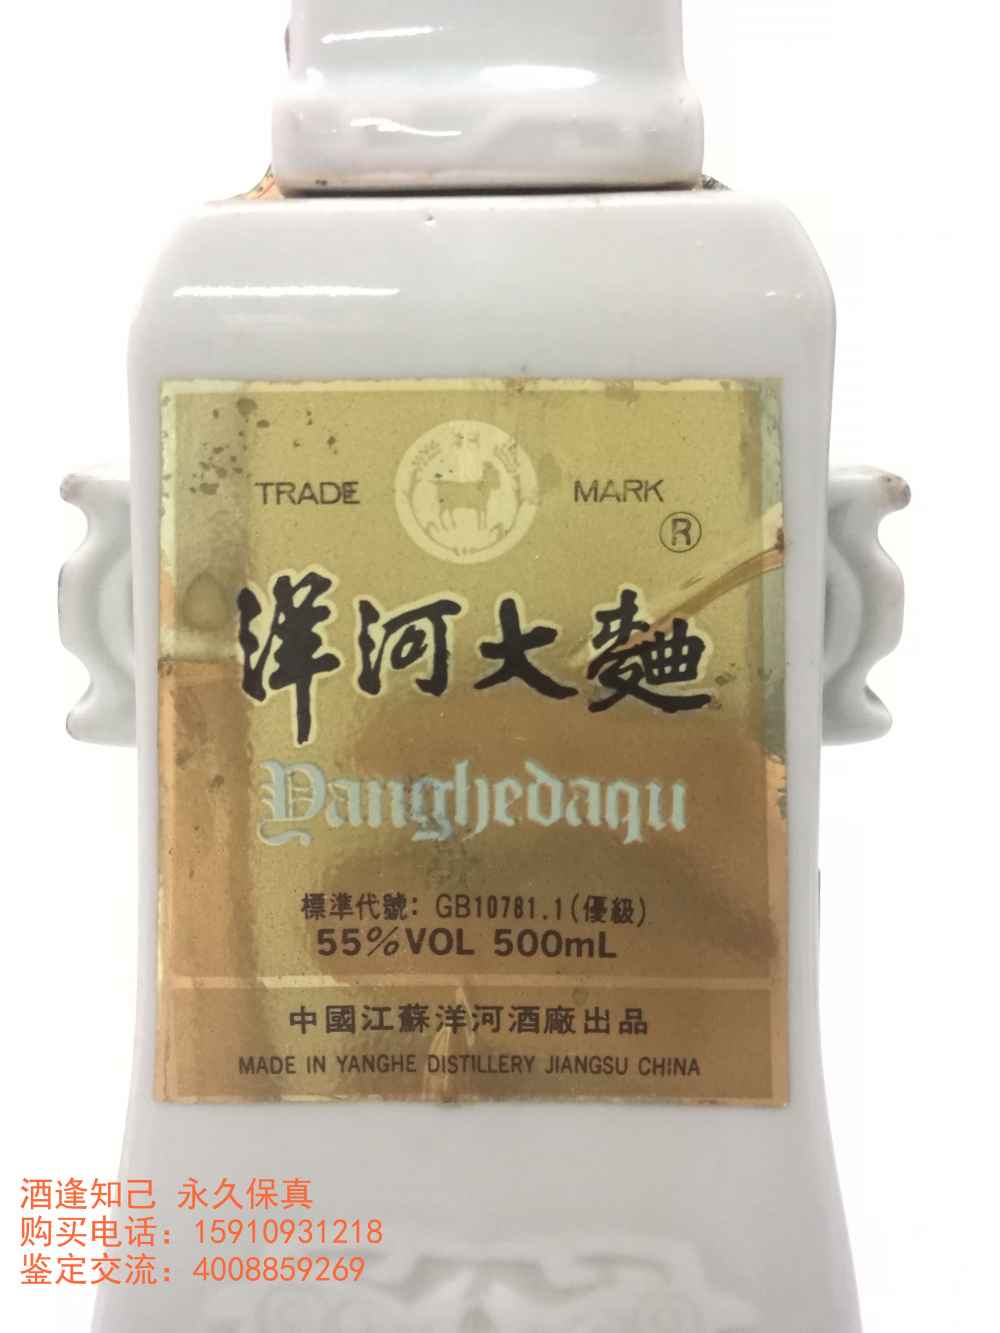 洋河
TRADE MARK
®
洋河大麯
Yanghedaqu
標準代號: GB10781.1(優級)
55%VOL 500mL
中國江蘇洋河酒廠出品
MADE IN YANGHE DISTILLERY JIANGSU CHINA
酒逢知己 永久保真
购买电话：15910931218
鉴定交流：4008859269